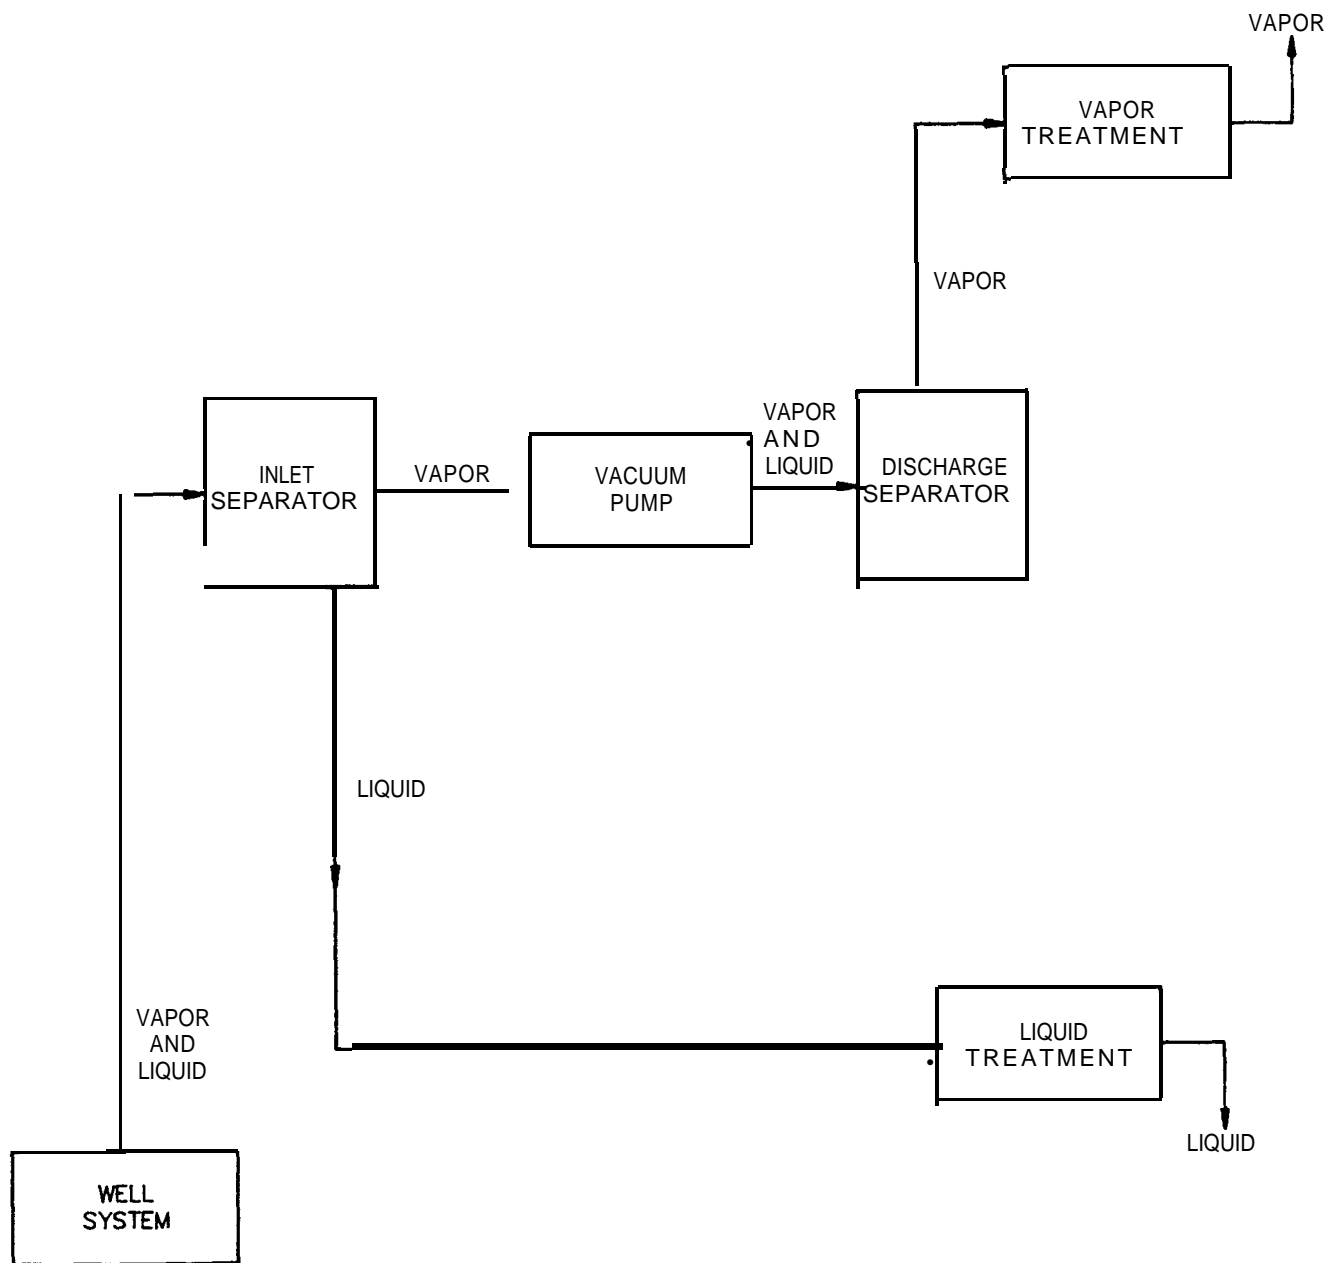 VAPOR
VAPOR
TREATMENT
VAPOR
VAPOR
AND
LIQUID
INLET
SEPARATOR
VAPOR
VACUUM
PUMP
DISCHARGE
SEPARATOR
LIQUID
VAPOR
AND
LIQUID
LIQUID
TREATMENT
LIQUID
WELL
SYSTEM